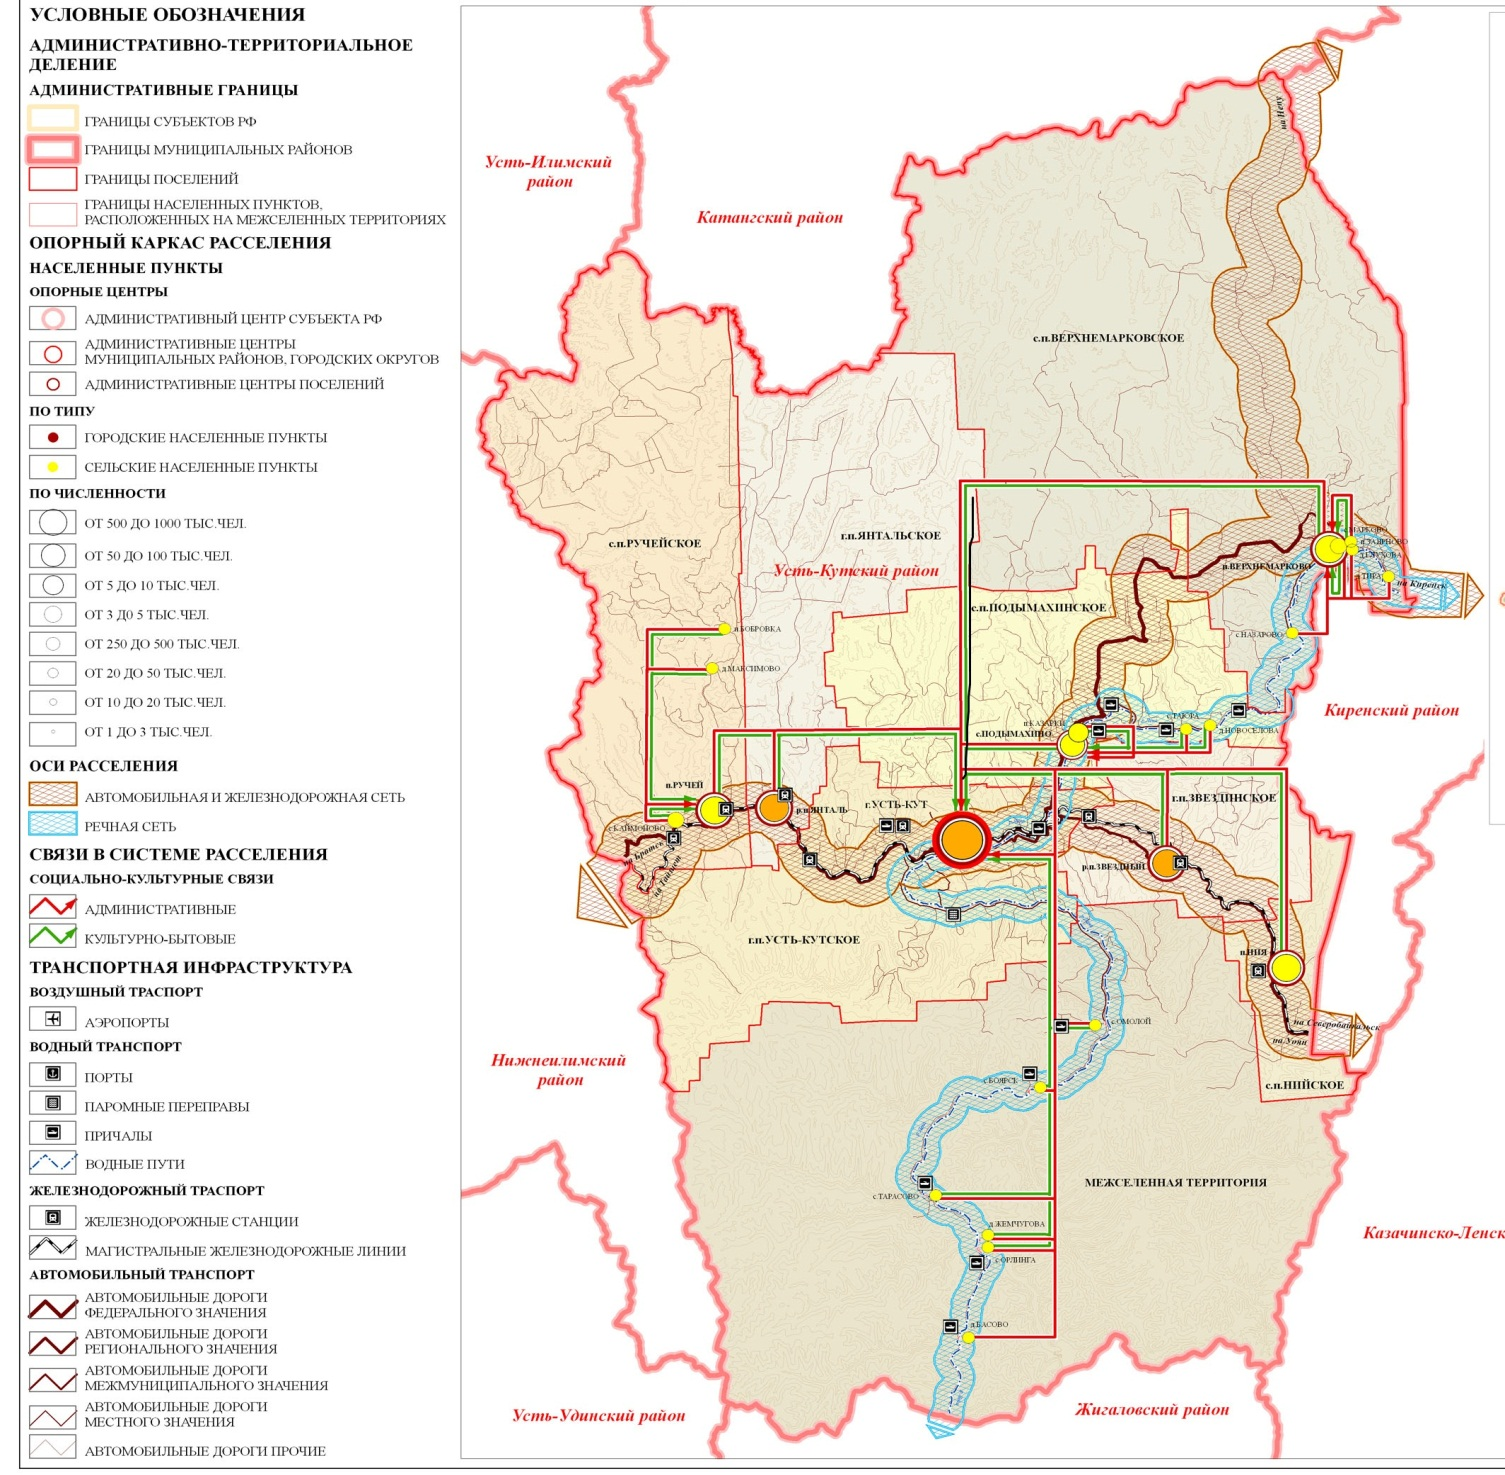 УСЛОВНЫЕ ОБОЗНАЧЕНИЯ
АДМИНИСТРАТИВНО-ТЕРРИТОРИАЛЬНОЕ
ДЕЛЕНИЕ
АДМИНИСТРАТИВНЫЕ ГРАНИЦЫ
ГРАНИЦЫ СУБЪЕКТОВ РФ
ГРАНИЦЫ МУНИЦИПАЛЬНЫХ РАЙОНОВ
ГРАНИЦЫ ПОСЕЛЕНИЙ
ГРАНИЦЫ НАСЕЛЕННЫХ ПУНКТОВ,
РАСПОЛОЖЕННЫХ НА МЕЖСЕЛЕННЫХ ТЕРРИТОРИЯХ
ОПОРНЫЙ КАРКАС РАССЕЛЕНИЯ
НАСЕЛЕННЫЕ ПУНКТЫ
ОПОРНЫЕ ЦЕНТРЫ
АДМИНИСТРАТИВНЫЙ ЦЕНТР СУБЪЕКТА РФ
АДМИНИСТРАТИВНЫЕ ЦЕНТРЫ
МУНИЦИПАЛЬНЫХ РАЙОНОВ, ГОРОДСКИХ ОКРУГОВ
АДМИНИСТРАТИВНЫЕ ЦЕНТРЫ ПОСЕЛЕНИЙ
ПО ТИПУ
ГОРОДСКИЕ НАСЕЛЕННЫЕ ПУНКТЫ
СЕЛЬСКИЕ НАСЕЛЕННЫЕ ПУНКТЫ
ПО ЧИСЛЕННОСТИ
ОТ 500 ДО 1000 ТЫС.ЧЕЛ.
ОТ 50 ДО 100 ТЫС.ЧЕЛ.
ОТ 5 ДО 10 ТЫС.ЧЕЛ.
ОТ 3 Д0 5 ТЫС.ЧЕЛ.
ОТ 250 ДО 500 ТЫС.ЧЕЛ.
ОТ 20 ДО 50 ТЫС.ЧЕЛ.
ОТ 10 ДО 20 ТЫС.ЧЕЛ.
ОТ 1 ДО 3 ТЫС.ЧЕЛ.
ОСИ РАССЕЛЕНИЯ
АВТОМОБИЛЬНАЯ И ЖЕЛЕЗНОДОРОЖНАЯ СЕТЬ
РЕЧНАЯ СЕТЬ
СВЯЗИ В СИСТЕМЕ РАССЕЛЕНИЯ
СОЦИАЛЬНО-КУЛЬТУРНЫЕ СВЯЗИ
АДМИНИСТРАТИВНЫЕ
КУЛЬТУРНО-БЫТОВЫЕ
ТРАНСПОРТНАЯ ИНФРАСТРУКТУРА
ВОЗДУШНЫЙ ТРАСПОРТ
АЭРОПОРТЫ
ВОДНЫЙ ТРАНСПОРТ
ПОРТЫ
ПАРОМНЫЕ ПЕРЕПРАВЫ
ПРИЧАЛЫ
ВОДНЫЕ ПУТИ
ЖЕЛЕЗНОДОРОЖНЫЙ ТРАСПОРТ
ЖЕЛЕЗНОДОРОЖНЫЕ СТАНЦИИ
МАГИСТРАЛЬНЫЕ ЖЕЛЕЗНОДОРОЖНЫЕ ЛИНИИ
АВТОМОБИЛЬНЫЙ ТРАНСПОРТ
АВТОМОБИЛЬНЫЕ ДОРОГИ
ФЕДЕРАЛЬНОГО ЗНАЧЕНИЯ
АВТОМОБИЛЬНЫЕ ДОРОГИ
РЕГИОНАЛЬНОГО ЗНАЧЕНИЯ
АВТОМОБИЛЬНЫЕ ДОРОГИ
МЕЖМУНИЦИПАЛЬНОГО ЗНАЧЕНИЯ
АВТОМОБИЛЬНЫЕ ДОРОГИ
МЕСТНОГО ЗНАЧЕНИЯ
АВТОМОБИЛЬНЫЕ ДОРОГИ ПРОЧИЕ
на Непу
Усть-Илимский
район
Катангский район
с.п.ВЕРХНЕМАРКОВСКОЕ
с.п.РУЧЕЙСКОЕ
г.п.ЯНТАЛЬСКОЕ
Усть-Кутский район
п.ВЕРХНЕМАРКОВО
на Киренск
с.п.ПОДЫМАХИНСКОЕ
п.БОБРОВКА
с.НАЗАРОВО
д.МАКСИМОВО
Киренский район
п.КАЗАРКИ
с.ТАЮРА
с.ПОДЫМАХИНО
д.НОВОСЕЛОВА
п.РУЧЕЙ
г.п.ЗВЕЗДИНСКОЕ
г.УСТЬ-КУТ
р.п.ЯНТАЛЬ
с.КАЙМОНОВО
на Братск
на Тайшет
р.п.ЗВЕЗДНЫЙ
г.п.УСТЬ-КУТСКОЕ
п.НИЯ
с.ОМОЛОЙ
на Северобайкальск
на Уоян
Нижнеилимский
район
с.БОЯРСК
с.п.НИЙСКОЕ
МЕЖСЕЛЕННАЯ ТЕРРИТОРИЯ
с.ТАРАСОВО
д.ЖЕМЧУГОВА
Казачинско-Ленск
с.ОРЛИНГА
д.БАСОВО
Усть-Удинский район
Жигаловский район